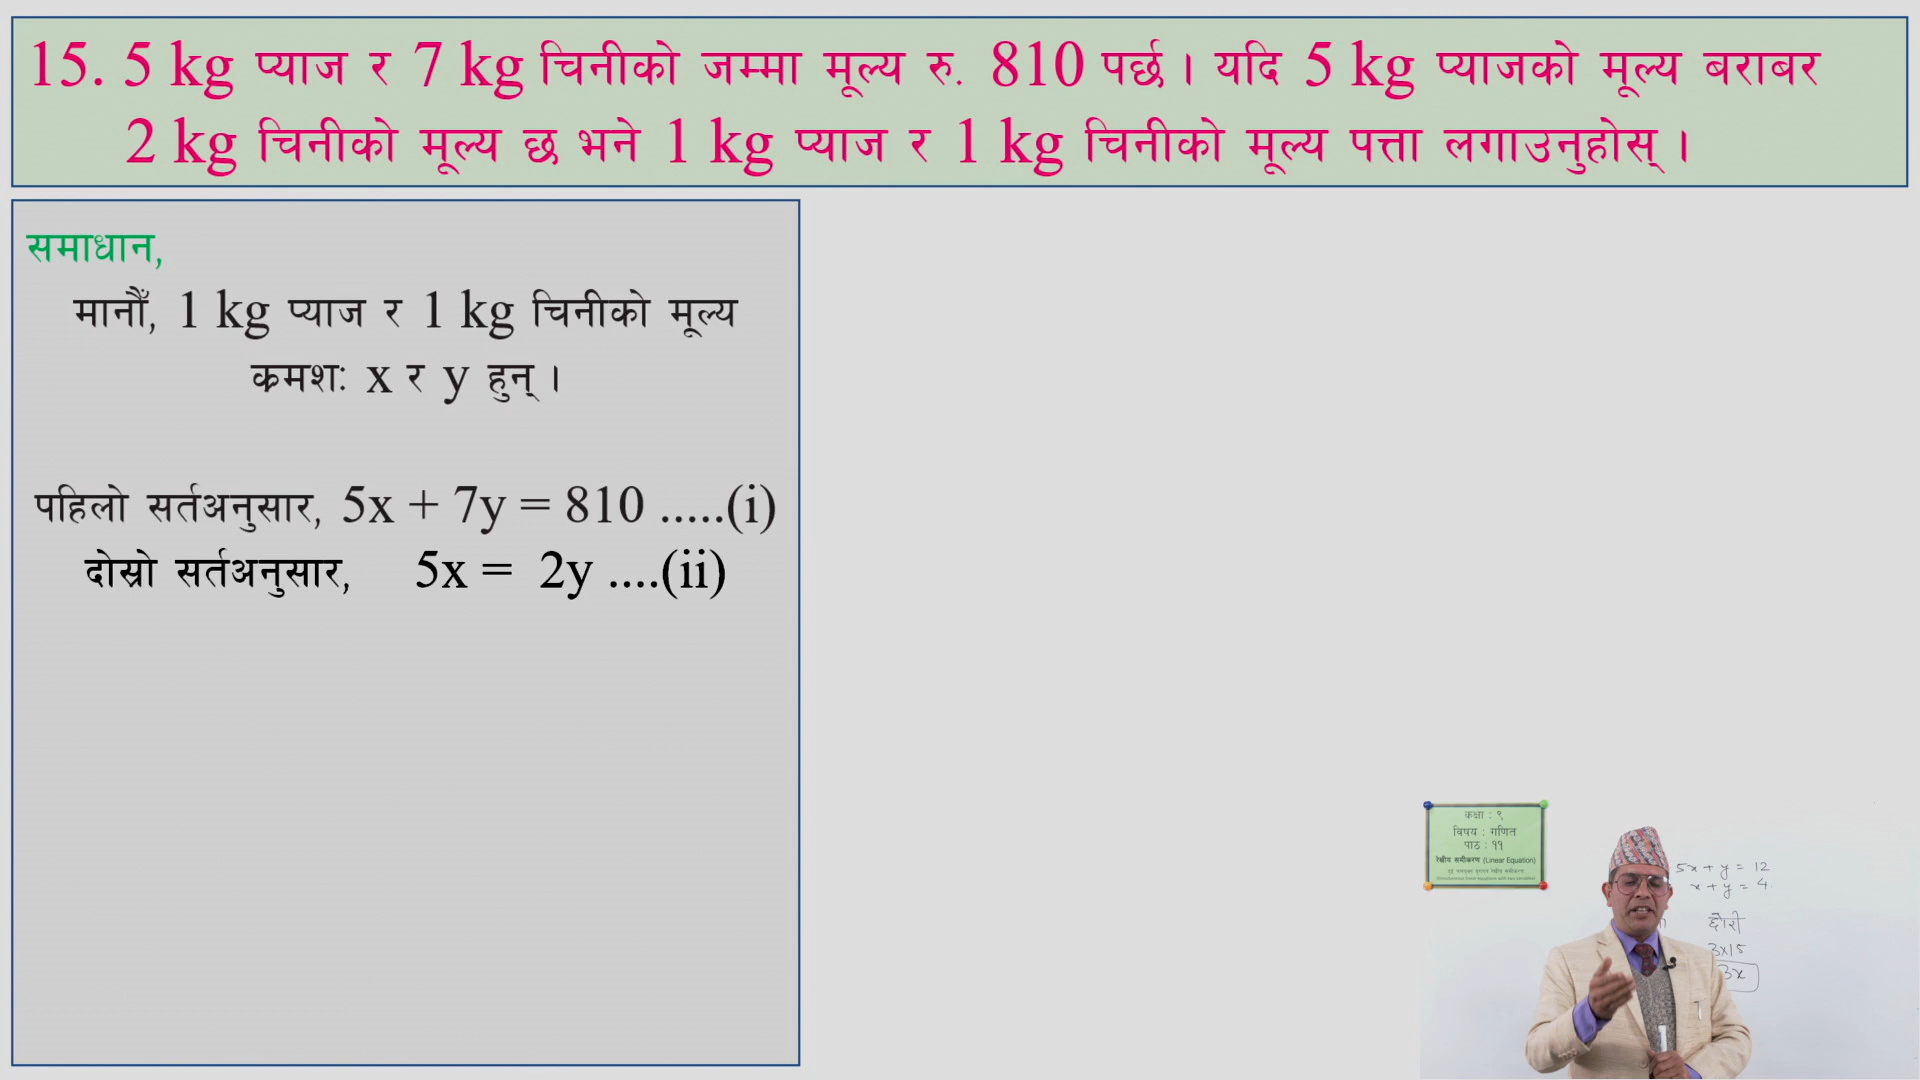 15. 5 kg प्याज र 7 kg चिनीको जम्मा मूल्य रु. 810 पर्छ । यदि 5 kg प्याजको मूल्य बराबर
2 kg चिनीको मूल्य छ भने 1 kg प्याज र 1 kg चिनीको मूल्य पत्ता लगाउनुहोस् ।
समाधान,
मानौँ, 1 kg प्याज र 1 kg चिनीको मूल्य
क्रमशः x र y हुन् ।
पहिलो सर्तअनुसार, 5x + 7y = 810 .....(i)
दोस्रो सर्तअनुसार, 5x = 2y ....(ii)
कक्षा : ९
विषय : गणित
पाठ : ११
रेखीय समीकरण (Linear Equation)
5x + y = 12
x + y = 4
छोरी
3x15
3x